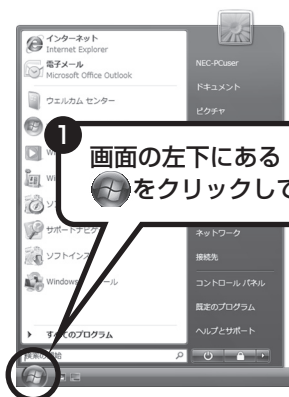 インターネット
Internet Explorer
電子メール
Microsoft Office Outlook
ウェルカム センター
NEC-PCuser
ドキュメント
ピクチャ
1
画面の左下にある
をクリックして
サポートナビゲ
ソフトインス
Windows
ール
すべてのプログラム
検索の開始
ネットワーク
接続先
コントロール パネル
既定のプログラム
ヘルプとサポート